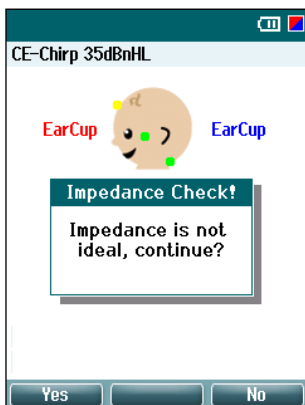 CE-Chirp 35dBnHL
EarCup EarCup
Impedance Check!
Impedance is not
ideal, continue?
Yes No